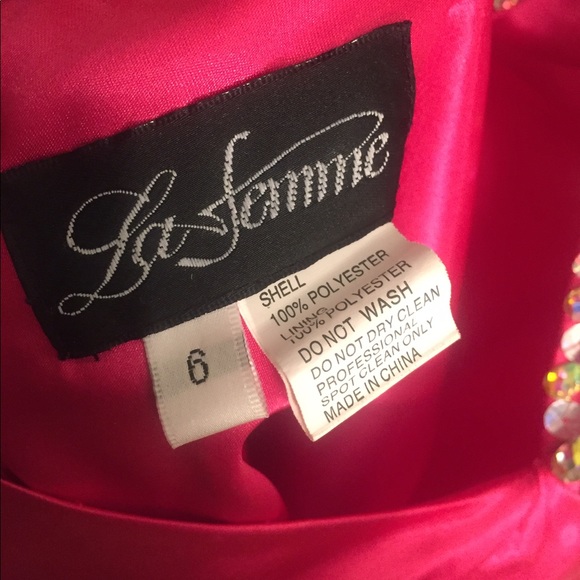 La Femme
6
SHELL
100% POLYESTER
LINING
100% POLYESTER
DO NOT WASH
DO NOT DRY CLEAN
PROFESSIONAL
SPOT CLEAN ONLY
MADE IN CHINA